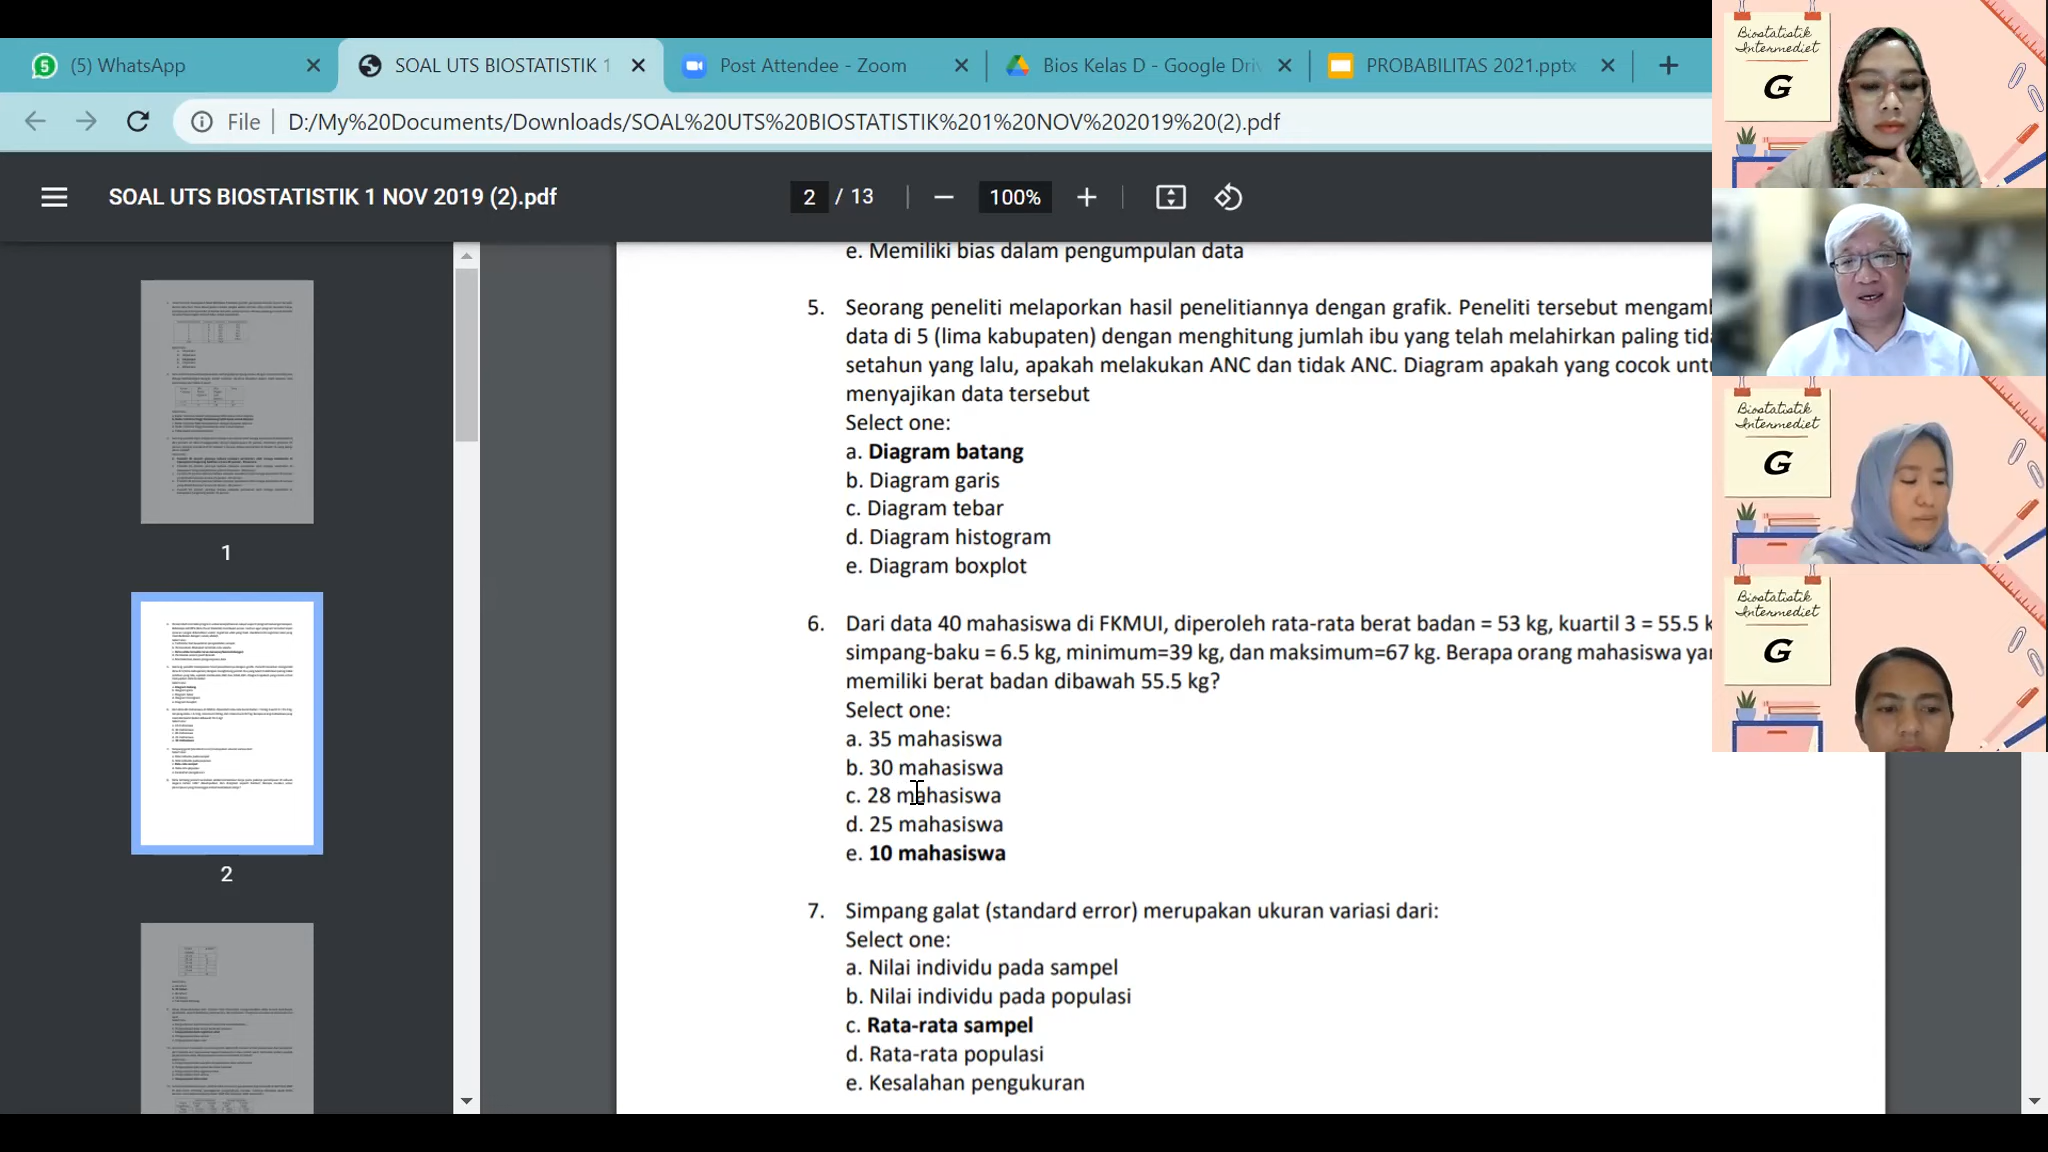 (5) WhatsApp
SOAL UTS BIOSTATISTIK 1
Post Attendee - Zoom
Bios Kelas D - Google Driv
PROBABILITAS 2021.pptx
File
D:/My%20Documents/Downloads/SOAL%20UTS%20BIOSTATISTIK%201%20NOV%202019%20(2).pdf
SOAL UTS BIOSTATISTIK 1 NOV 2019 (2).pdf
2 / 13
100%
1
2
e. Memiliki bias dalam pengumpulan data
5. Seorang peneliti melaporkan hasil penelitiannya dengan grafik. Peneliti tersebut mengamb
data di 5 (lima kabupaten) dengan menghitung jumlah ibu yang telah melahirkan paling tida
setahun yang lalu, apakah melakukan ANC dan tidak ANC. Diagram apakah yang cocok untu
menyajikan data tersebut
Select one:
a. Diagram batang
b. Diagram garis
c. Diagram tebar
d. Diagram histogram
e. Diagram boxplot
6. Dari data 40 mahasiswa di FKMUI, diperoleh rata-rata berat badan = 53 kg, kuartil 3 = 55.5 k
simpang-baku = 6.5 kg, minimum=39 kg, dan maksimum=67 kg. Berapa orang mahasiswa yan
memiliki berat badan dibawah 55.5 kg?
Select one:
a. 35 mahasiswa
b. 30 mahasiswa
c. 28 mahasiswa
d. 25 mahasiswa
e. 10 mahasiswa
7. Simpang galat (standard error) merupakan ukuran variasi dari:
Select one:
a. Nilai individu pada sampel
b. Nilai individu pada populasi
c. Rata-rata sampel
d. Rata-rata populasi
e. Kesalahan pengukuran
Biostatistik
Intermediet
G
Biostatistik
Intermediet
G
Biostatistik
Intermediet
G